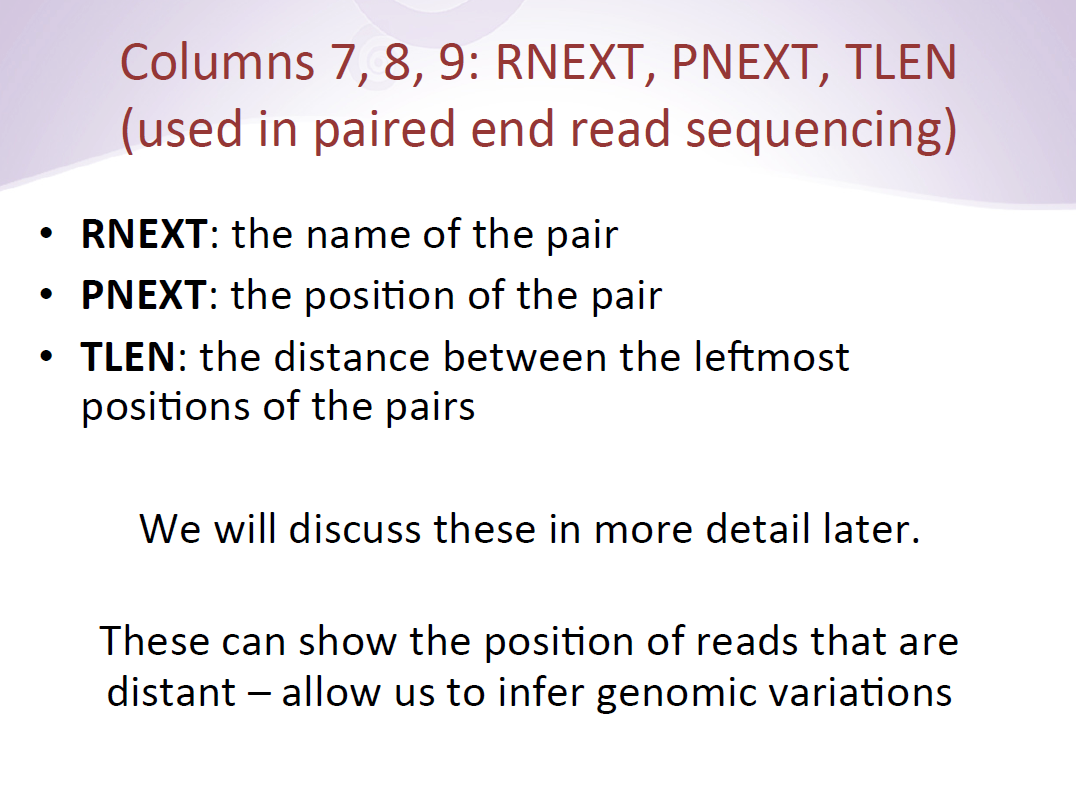 Columns 7, 8, 9: RNEXT, PNEXT, TLEN
(used in paired end read sequencing)
• RNEXT: the name of the pair
• PNEXT: the position of the pair
• TLEN: the distance between the leftmost
positions of the pairs
We will discuss these in more detail later.
These can show the position of reads that are
distant – allow us to infer genomic variations